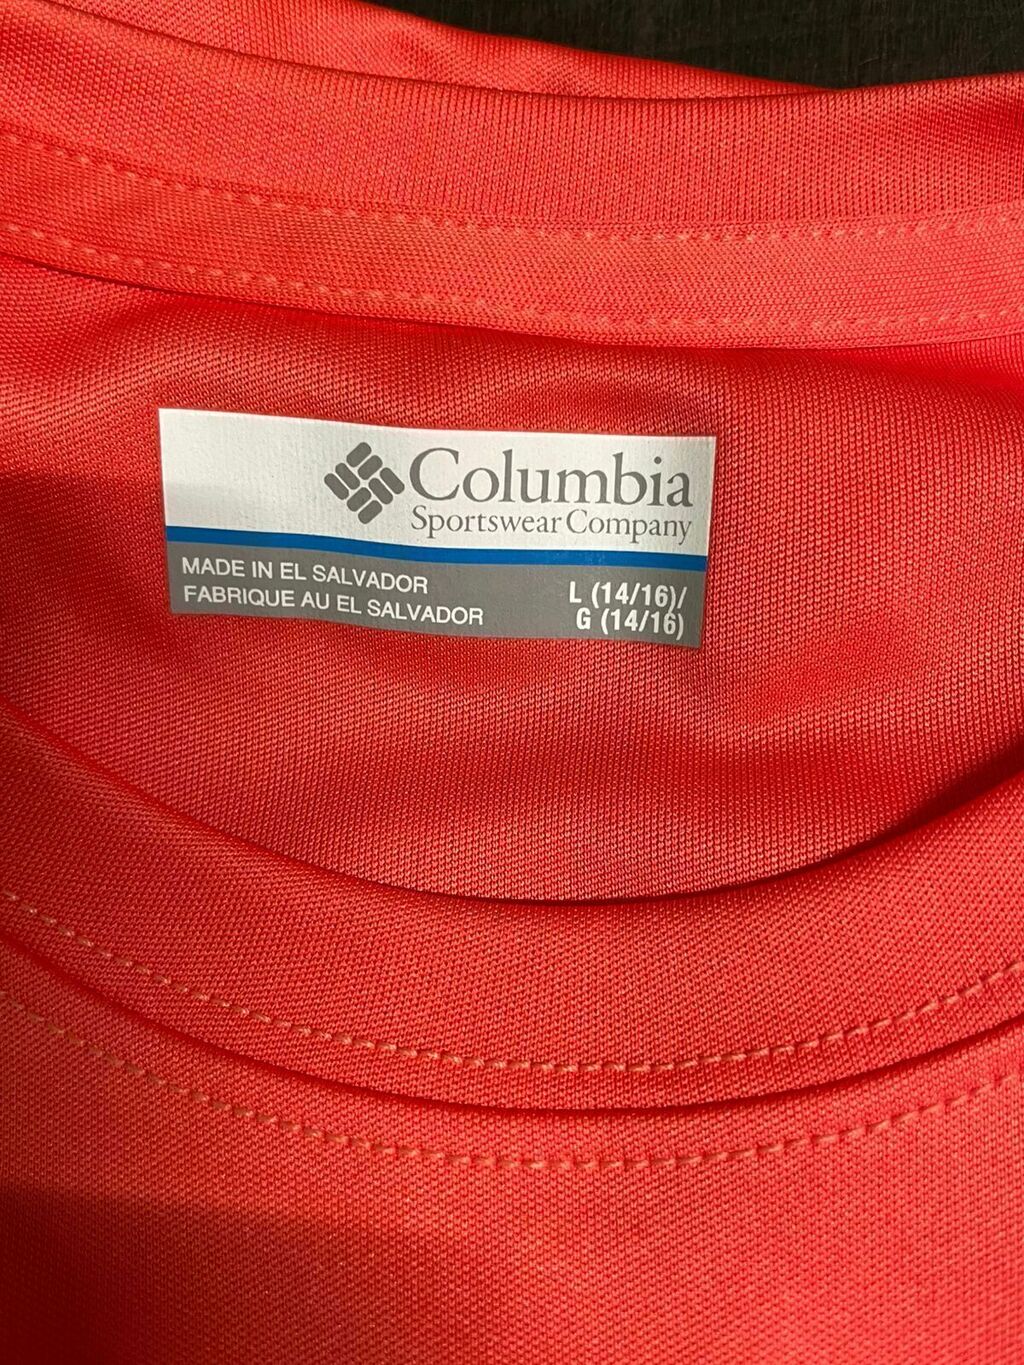 Columbia
Sportswear Company
MADE IN EL SALVADOR
FABRIQUE AU EL SALVADOR
L (14/16)/
G (14/16)